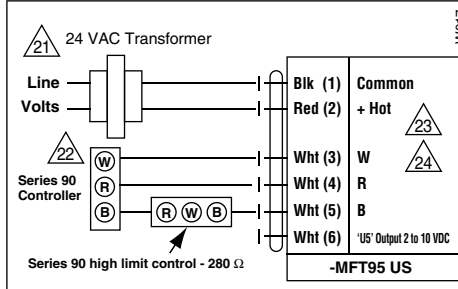 21 24 VAC Transformer
Line
Volts
Blk (1) Common
Red (2) + Hot
23
22
24
W
Wht (3) W
Series 90
Controller
R
Wht (4) R
B
R W B
Wht (5) B
Wht (6) 'U5' Output 2 to 10 VDC
Series 90 high limit control - 280 Ω
-MFT95 US